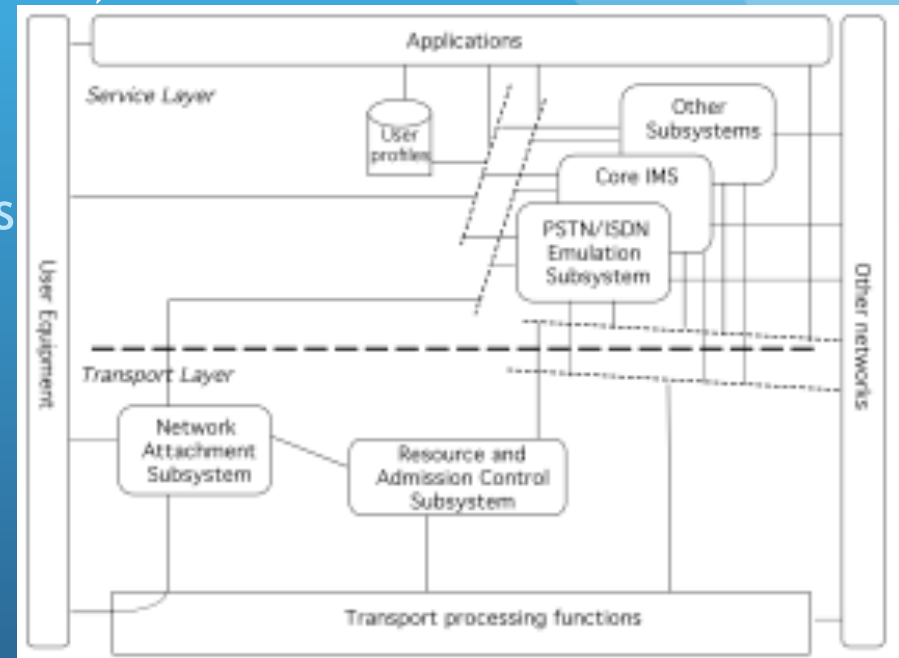 Applications
Service Layer
User
profiles
Other
Subsystems
Core IMS
s
PSTN/ISDN
Emulation
Subsystem
User Equipment
Other networks
Transport Layer
Network
Attachment
Subsystem
Resource and
Admission Control
Subsystem
Transport processing functions